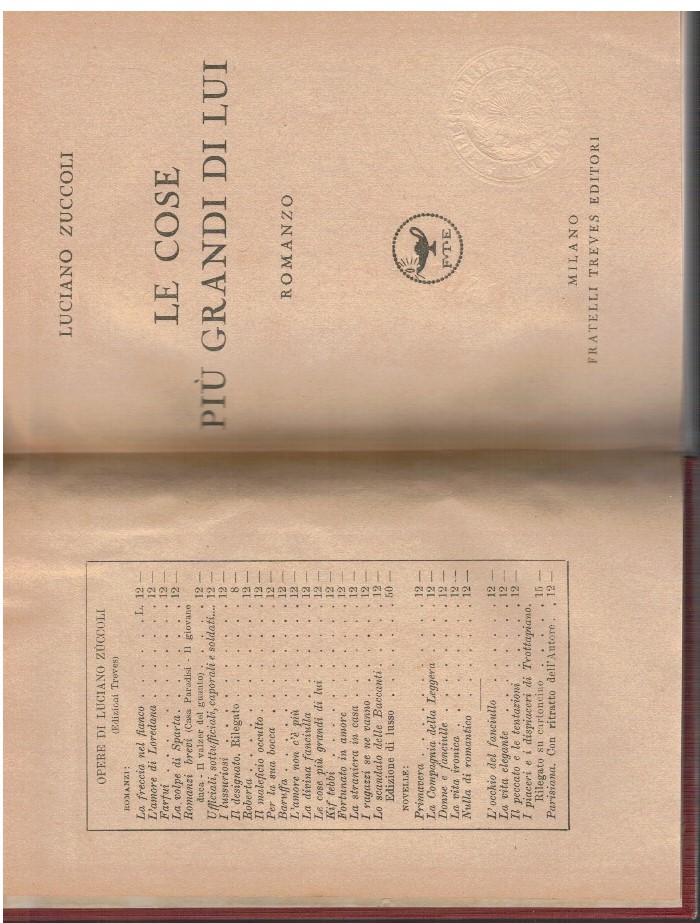 OPERE DI LUCIANO ZÙCCOLI
(Edizioni Treves)
ROMANZI:
La freccia nel fianco . . . . . . L. 12 —
L'amore di Loredana . . . . . . 12 —
Farfui . . . . . . 12 —
La volpe di Sparta . . . . . . 12 —
Romanzi brevi (Casa Paradisi - Il giovane
duca - Il valzer del guanto) . . . 12 —
Ufficiali, sottufficiali, caporali e soldati.... 12 —
I lussuriosi . . . . . . 12 —
Il designato. Rilegato . . . . . . 8 —
Roberta . . . . . . 12 —
Il maleficio occulto . . . . . . 12 —
Per la sua bocca . . . . . . 12 —
Baruffa . . . . . . 12 —
L'amore non c'è più . . . . . . 12 —
La divina fanciulla . . . . . . 12 —
Le cose più grandi di lui . . . . . . 12 —
Kif tebbi . . . . . . 12 —
Fortunato in amore . . . . . . 12 —
La straniera in casa . . . . . . 12 —
I ragazzi se ne vanno . . . . . . 12 —
Lo scandalo delle Baccanti . . . . . . 12 —
Edizione di lusso . . . . . . 50 —
NOVELLE:
Primavera . . . . . . 12 —
La Compagnia della Leggera . . . . . . 12 —
Donne e fanciulle . . . . . . 12 —
La vita ironica . . . . . . 12 —
Nulla di romantico . . . . . . 12 —
L'occhio del fanciullo . . . . . . 12 —
La vita elegante . . . . . . 12 —
Il peccato e le tentazioni . . . . . . 12 —
I piaceri e i dispiaceri di Trottapiano.
Rilegato su cartoncino . . . . . . 15 —
Parisiana. Con ritratto dell'Autore . . 12 —
LUCIANO ZUCCOLI
LE COSE
PIÙ GRANDI DI LUI
ROMANZO
F·T·E
MILANO
FRATELLI TREVES EDITORI